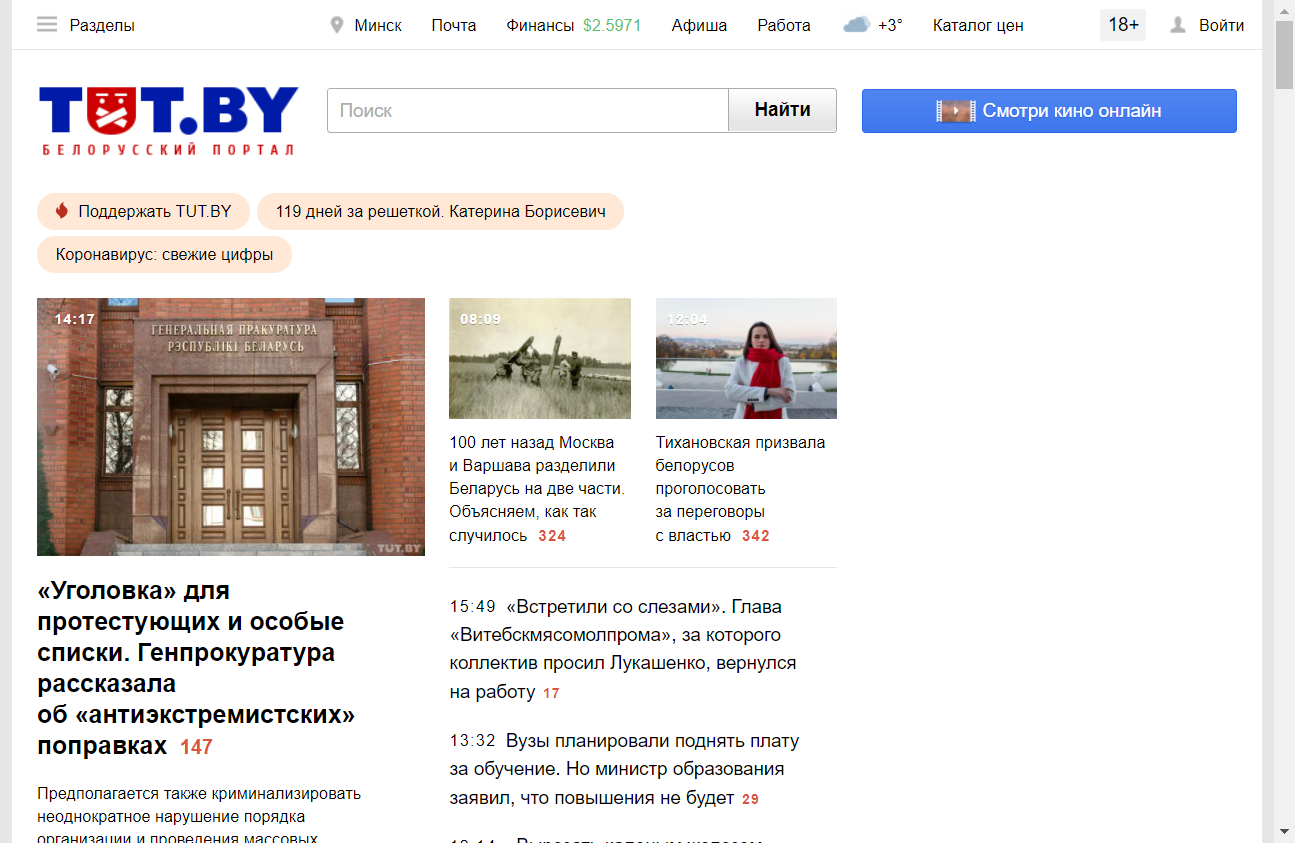 Разделы
Минск
Почта
Финансы $2.5971
Афиша
Работа
+3°
Каталог цен
18+
Войти
TUT.BY
БЕЛОРУССКИЙ ПОРТАЛ
Поиск
Найти
Смотри кино онлайн
Поддержать TUT.BY
119 дней за решеткой. Катерина Борисевич
Коронавирус: свежие цифры
14:17
ГЕНЕРАЛЬНАЯ ПРАКУРАТУРА
РЭСПУБЛІКІ БЕЛАРУСЬ
TUT.BY
«Уголовка» для
протестующих и особые
списки. Генпрокуратура
рассказала
об «антиэкстремистских»
поправках 147
Предполагается также криминализировать
неоднократное нарушение порядка
организации и проведения массовых
08:09
100 лет назад Москва
и Варшава разделили
Беларусь на две части.
Объясняем, как так
случилось 324
12:04
Тихановская призвала
белорусов
проголосовать
за переговоры
с властью 342
15:49 «Встретили со слезами». Глава
«Витебскмясомолпрома», за которого
коллектив просил Лукашенко, вернулся
на работу 17
13:32 Вузы планировали поднять плату
за обучение. Но министр образования
заявил, что повышения не будет 29